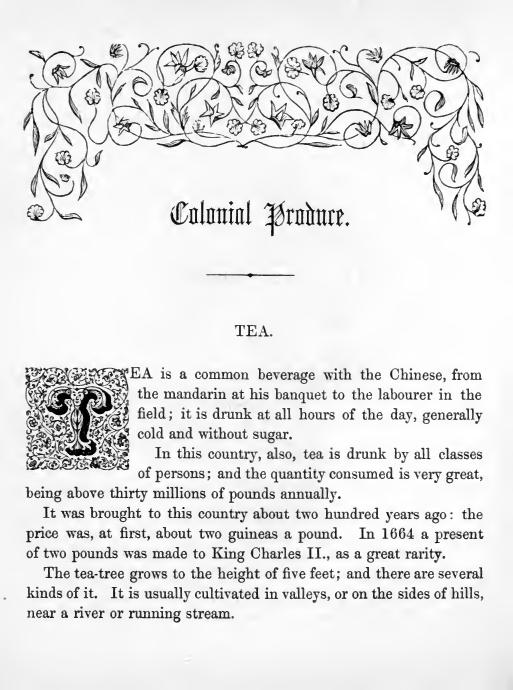 Colonial Produce.
TEA.
TEA is a common beverage with the Chinese, from
the mandarin at his banquet to the labourer in the
field; it is drunk at all hours of the day, generally
cold and without sugar.
In this country, also, tea is drunk by all classes
of persons; and the quantity consumed is very great,
being above thirty millions of pounds annually.
It was brought to this country about two hundred years ago: the
price was, at first, about two guineas a pound. In 1664 a present
of two pounds was made to King Charles II., as a great rarity.
The tea-tree grows to the height of five feet; and there are several
kinds of it. It is usually cultivated in valleys, or on the sides of hills,
near a river or running stream.